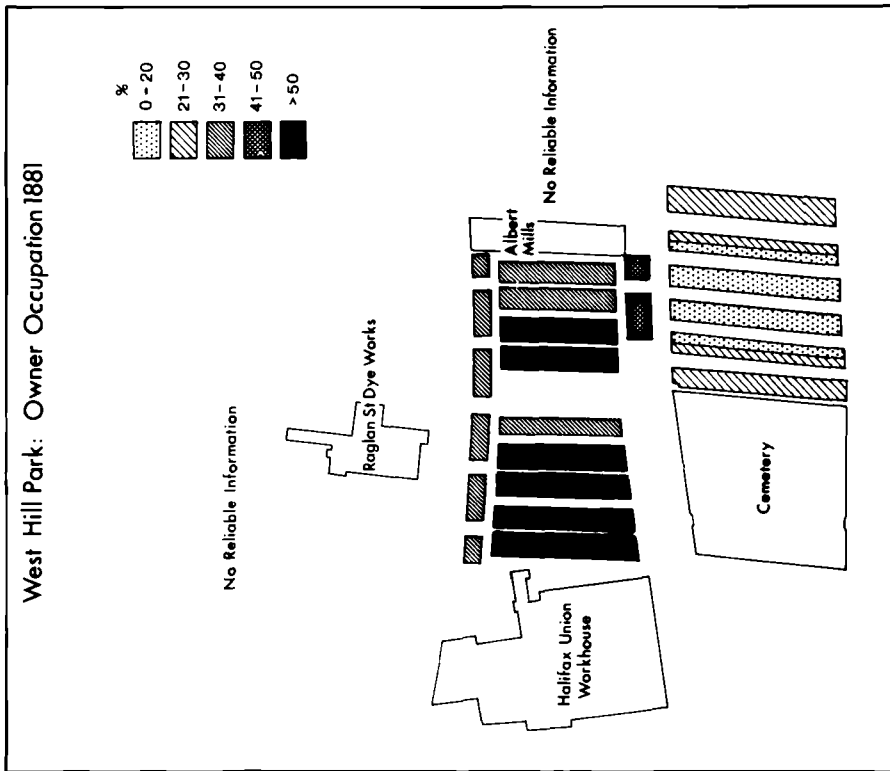 West Hill Park: Owner Occupation 1881
%
0-20
21-30
31-40
41-50
>50
No Reliable Information
Raglan St Dye Works
No Reliable Information
Albert
Mills
Halifax Union
Workhouse
Cemetery